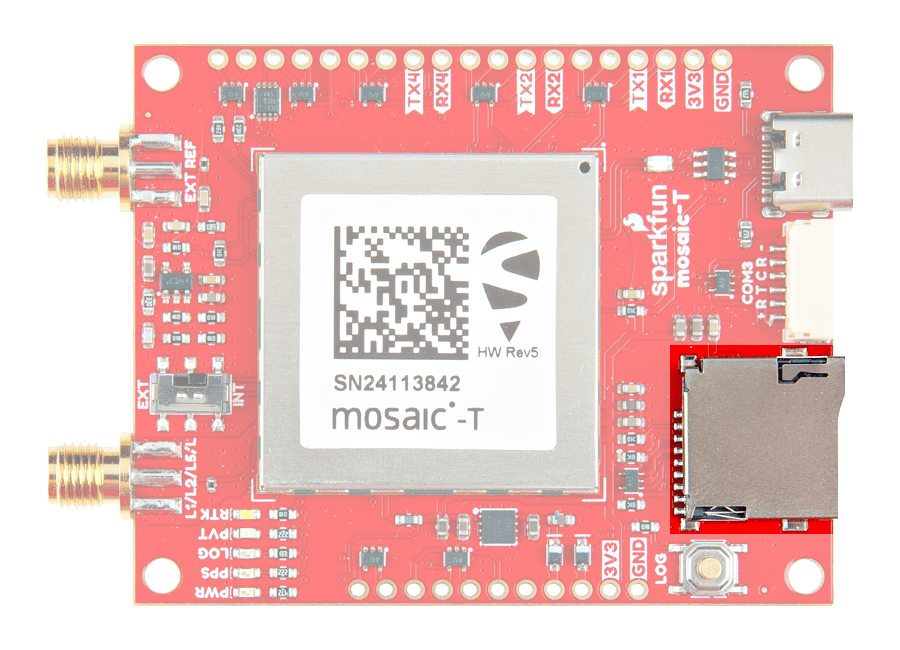 TX4
RX4
TX2
RX2
TX1
RX1
3V3
GND
EXT REF
sparkfun
mosaic-T
COM3
+ R T C R -
HW Rev5
SN24113842
mosaic-T
EXT
INT
L1/L2/L5/L
RTK
PVT
LOG
PPS
PWR
3V3
GND
LOG